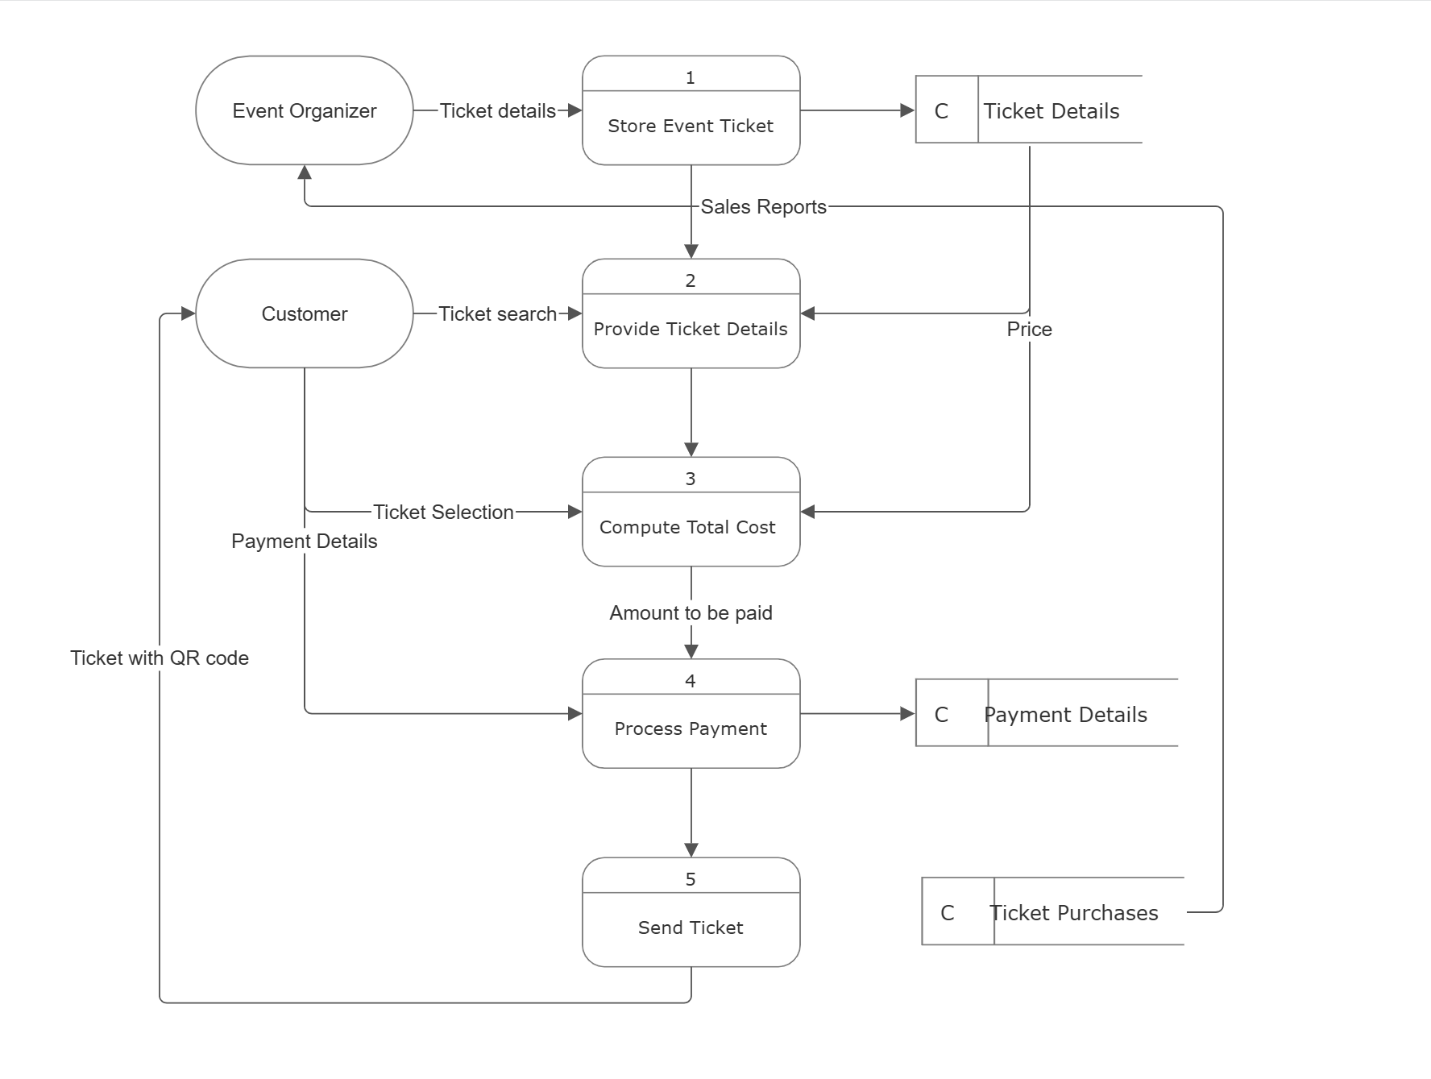 1
Event Organizer
Ticket details
Store Event Ticket
C
Ticket Details
Sales Reports
2
Customer
Ticket search
Provide Ticket Details
Price
3
Ticket Selection
Compute Total Cost
Payment Details
Amount to be paid
Ticket with QR code
4
Process Payment
C
Payment Details
5
Send Ticket
C
Ticket Purchases